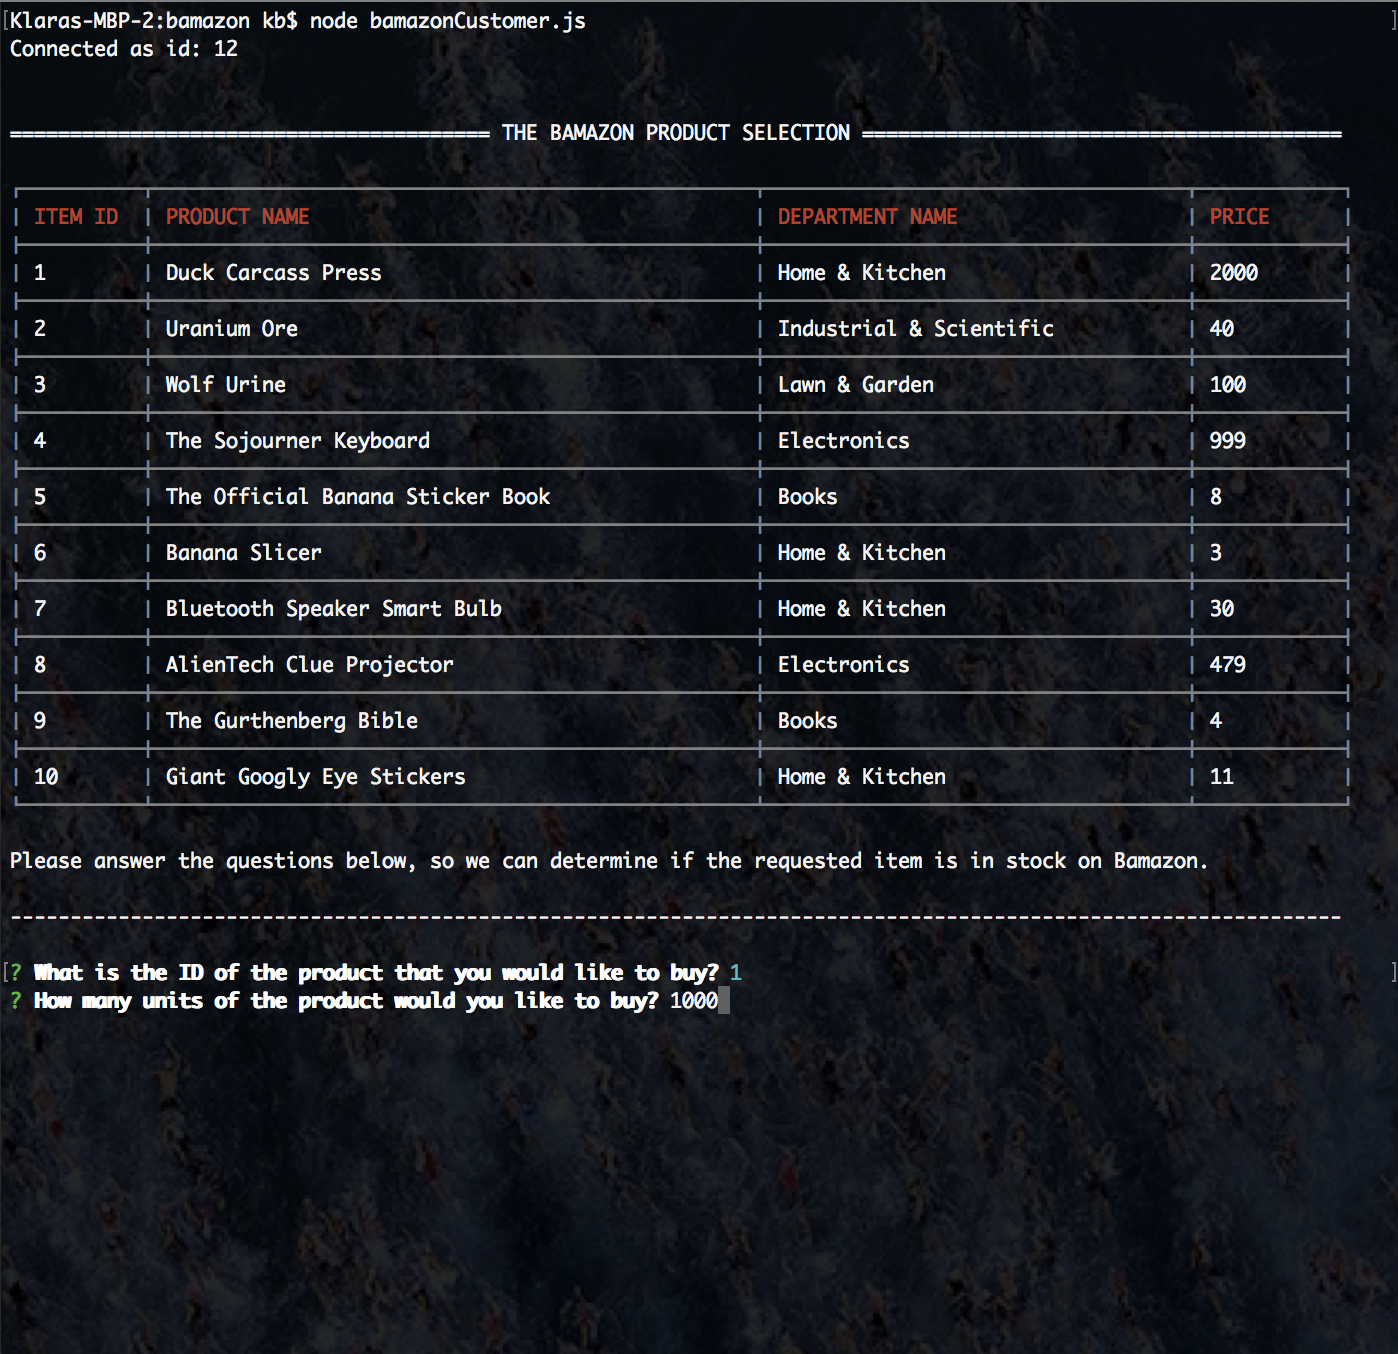 Klaras-MBP-2:bamazon kb$ node bamazonCustomer.js
Connected as id: 12
======================================== THE BAMAZON PRODUCT SELECTION ========================================
ITEM ID PRODUCT NAME DEPARTMENT NAME PRICE
1 Duck Carcass Press Home & Kitchen 2000
2 Uranium Ore Industrial & Scientific 40
3 Wolf Urine Lawn & Garden 100
4 The Sojourner Keyboard Electronics 999
5 The Official Banana Sticker Book Books 8
6 Banana Slicer Home & Kitchen 3
7 Bluetooth Speaker Smart Bulb Home & Kitchen 30
8 AlienTech Clue Projector Electronics 479
9 The Gurthenberg Bible Books 4
10 Giant Googly Eye Stickers Home & Kitchen 11
Please answer the questions below, so we can determine if the requested item is in stock on Bamazon.
---------------------------------------------------------------------------------------------------------------
? What is the ID of the product that you would like to buy? 1
? How many units of the product would you like to buy? 1000